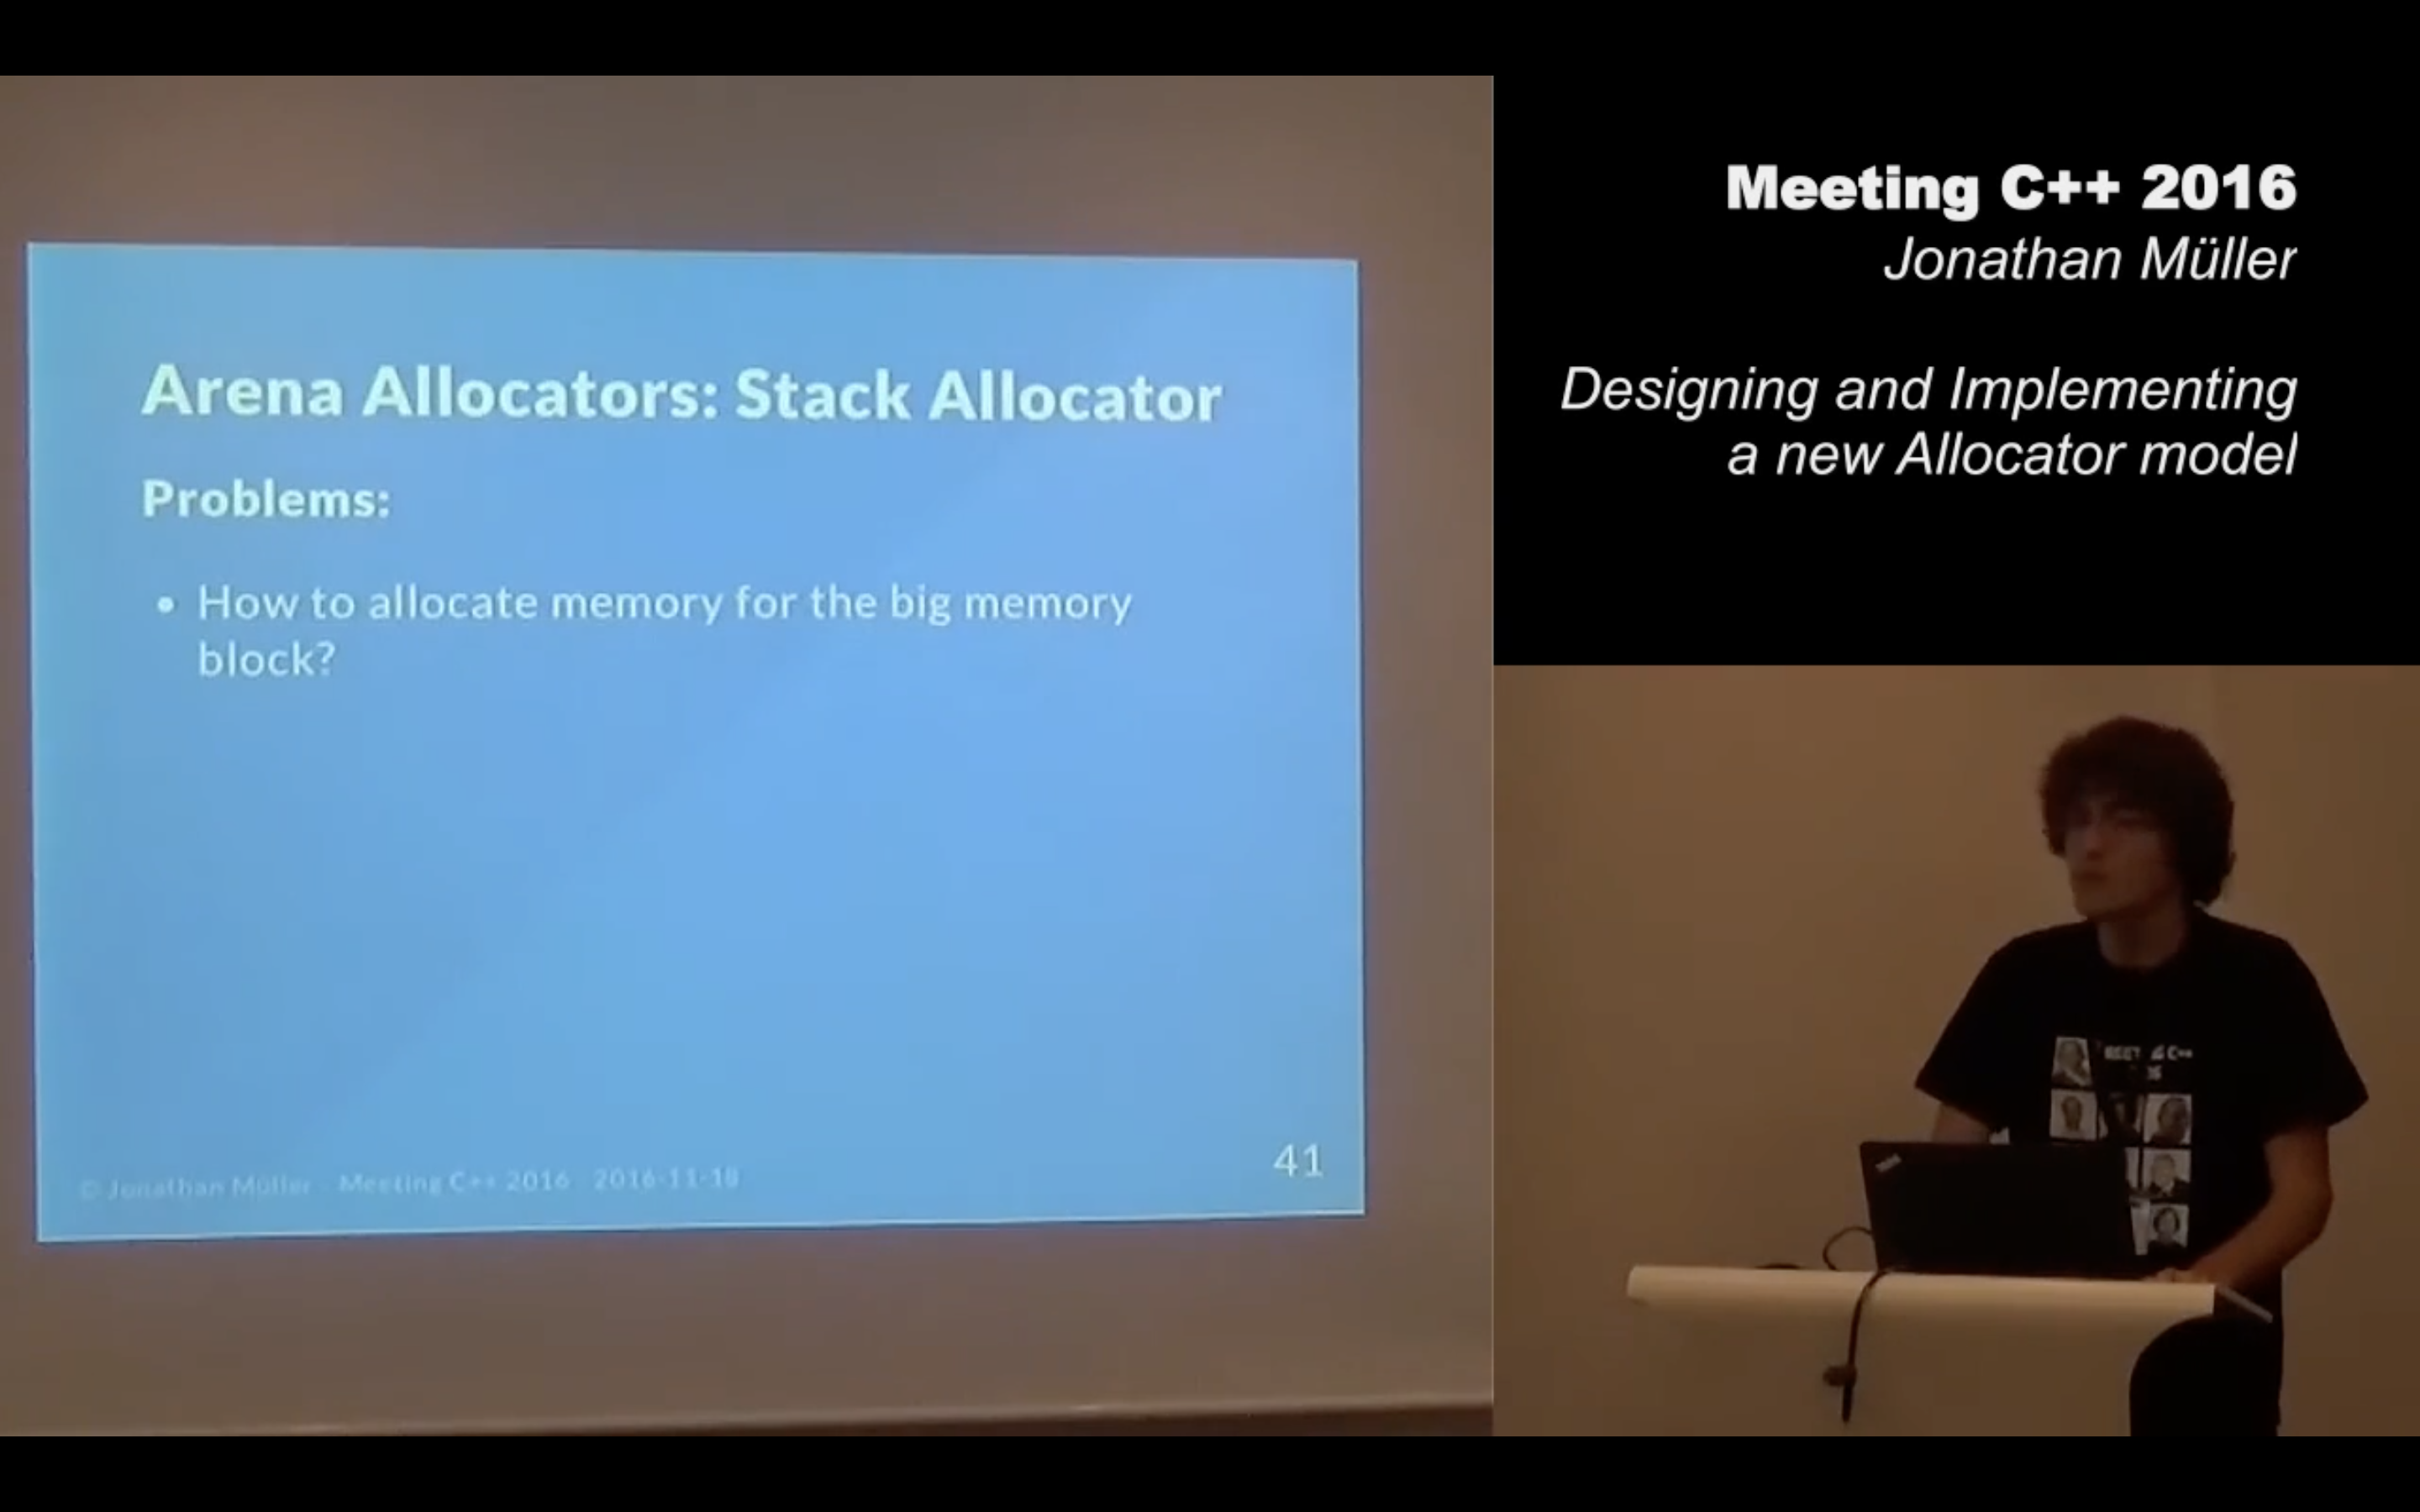 Arena Allocators: Stack Allocator
Problems:
• How to allocate memory for the big memory
block?
© Jonathan Müller Meeting C++ 2016 2016-11-18
41
Meeting C++ 2016
Jonathan Müller
Designing and Implementing
a new Allocator model